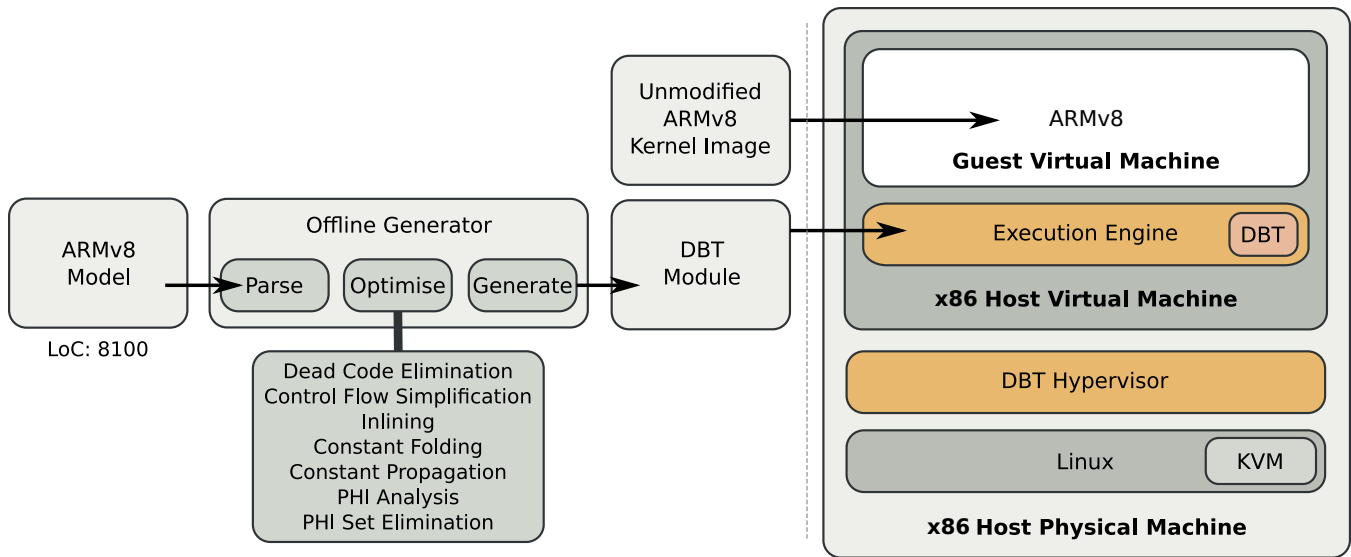 ARMv8
Model
LoC: 8100
Offline Generator
Parse
Optimise
Generate
Dead Code Elimination
Control Flow Simplification
Inlining
Constant Folding
Constant Propagation
PHI Analysis
PHI Set Elimination
Unmodified
ARMv8
Kernel Image
DBT
Module
ARMv8
Guest Virtual Machine
Execution Engine
DBT
x86 Host Virtual Machine
DBT Hypervisor
Linux
KVM
x86 Host Physical Machine